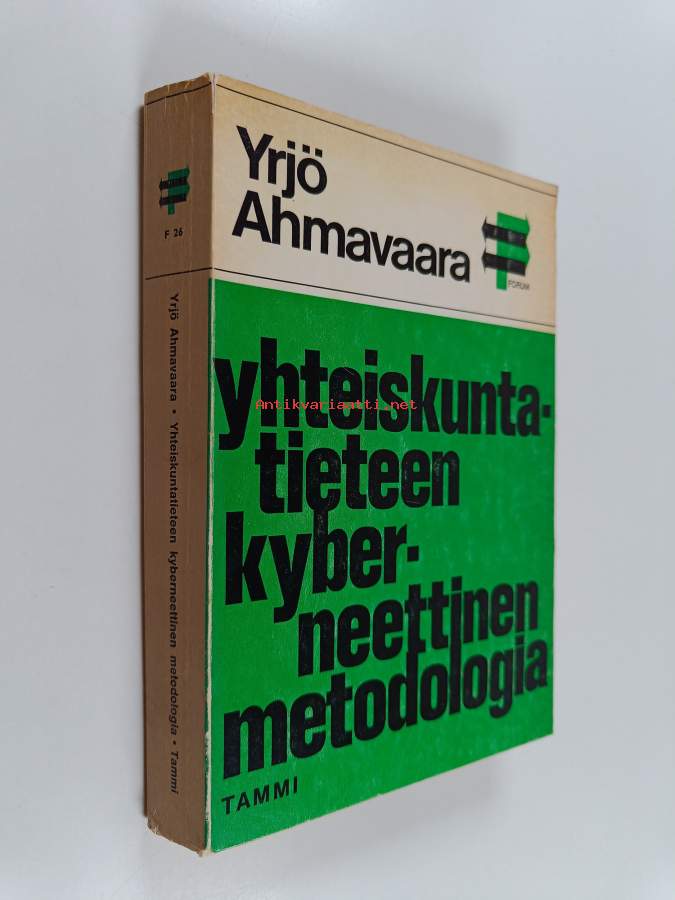 Yrjö
Ahmavaara
FORUM
yhteiskunta-
tieteen
kyber-
neettinen
metodologia
TAMMI
F 26
Yrjö Ahmavaara • Yhteiskuntatieteen kyberneettinen metodologia • Tammi
Antikvariaatti.net